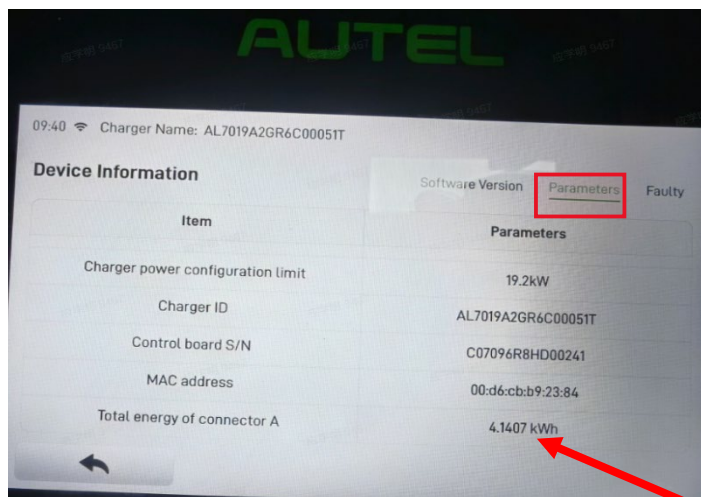 AUTEL
09:40 Charger Name: AL7019A2GR6C00051T
Device Information
Software Version Parameters Faulty
Item Parameters
Charger power configuration limit 19.2kW
Charger ID AL7019A2GR6C00051T
Control board S/N C07096R8HD00241
MAC address 00:d6:cb:b9:23:84
Total energy of connector A 4.1407 kWh